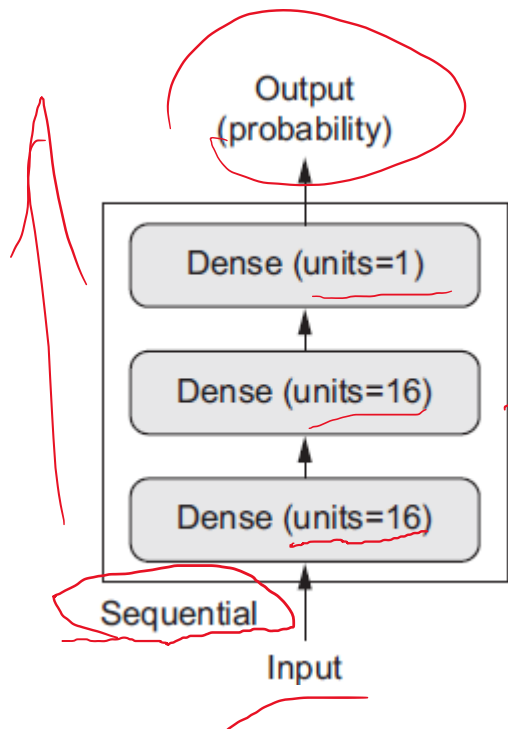 Output
(probability)
Dense (units=1)
Dense (units=16)
Dense (units=16)
Sequential
Input